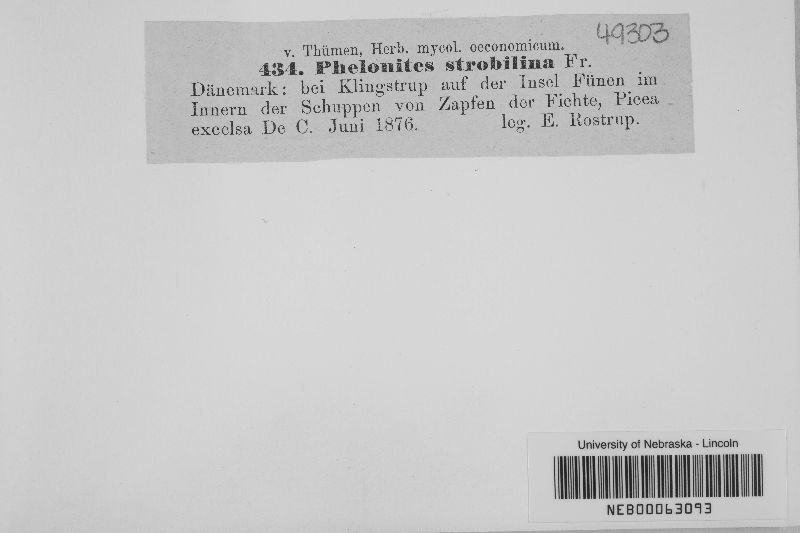 49303
v. Thümen, Herb. mycol. oeconomicum.
434. Phelonites strobilina Fr.
Dänemark: bei Klingstrup auf der Insel Fünen im
Innern der Schuppen von Zapfen der Fichte, Picea
excelsa De C. Juni 1876. leg. E. Rostrup.
University of Nebraska - Lincoln
NEB00063093